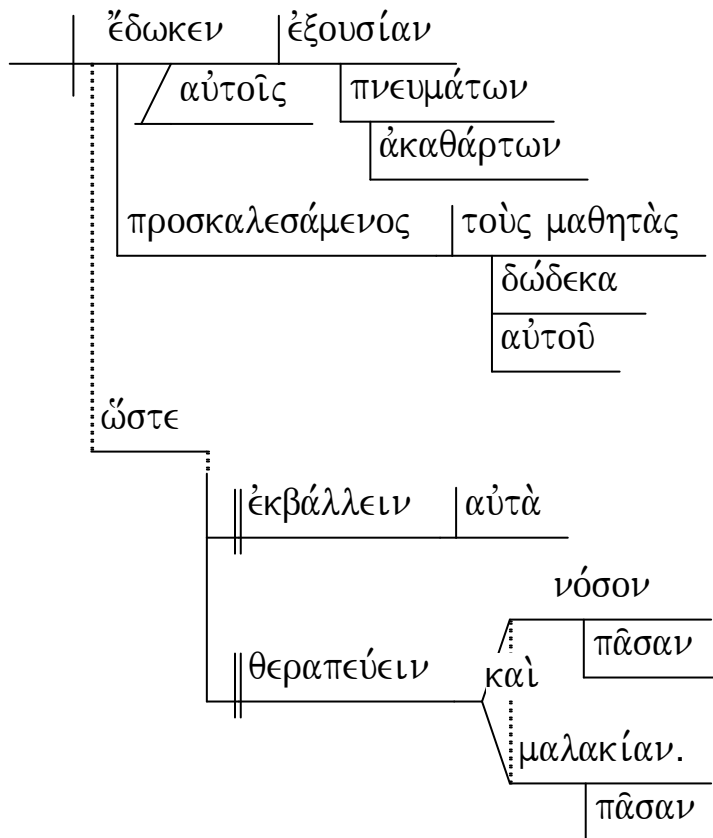 ἔδωκεν ἐξουσίαν
αὐτοῖς πνευμάτων
ἀκαθάρτων
προσκαλεσάμενος τοὺς μαθητὰς
δώδεκα
αὐτοῦ
ὥστε
ἐκβάλλειν αὐτὰ
νόσον
πᾶσαν
θεραπεύειν
καὶ
μαλακίαν.
πᾶσαν